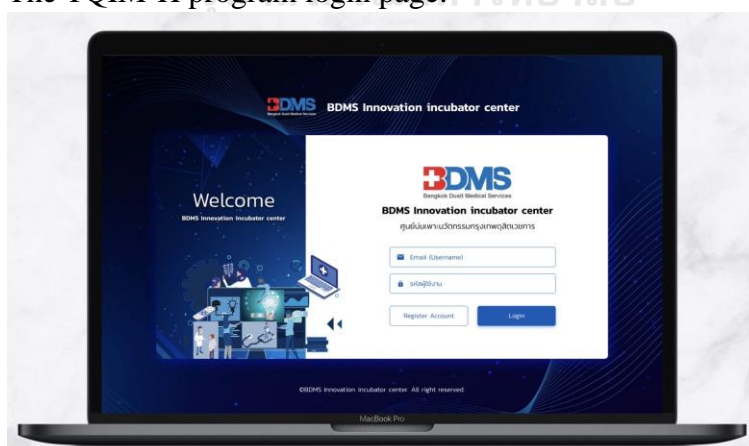 The TQIM-H program login page.
BDMS
Bangkok Dusit Medical Services
BDMS Innovation incubator center
BDMS
Bangkok Dusit Medical Services
Welcome
BDMS Innovation incubator center
BDMS Innovation incubator center
ศูนย์บ่มเพาะนวัตกรรมกรุงเทพดุสิตเวชการ
Email (Username)
รหัสผู้ใช้งาน
Register Account
Login
©BDMS Innovation incubator center. All right reserved.
MacBook Pro